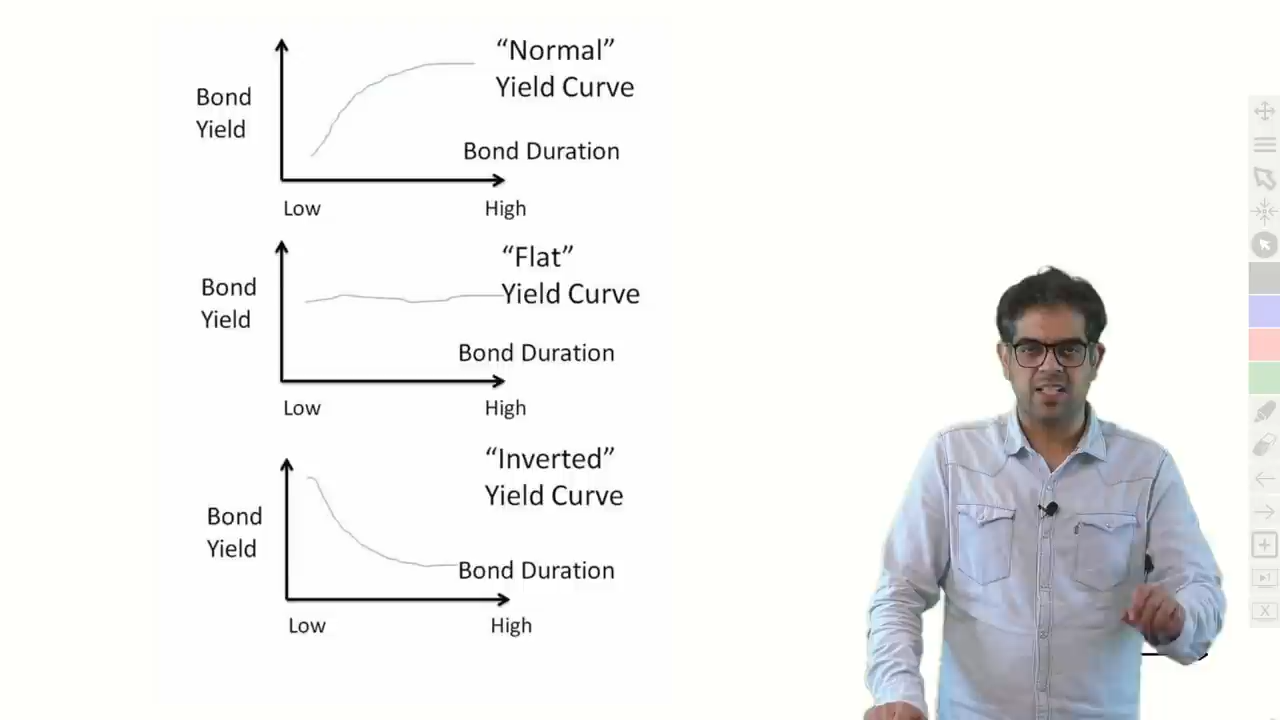 “Normal”
Yield Curve
Bond
Yield
Bond Duration
Low High
“Flat”
Yield Curve
Bond
Yield
Bond Duration
Low High
“Inverted”
Yield Curve
Bond
Yield
Bond Duration
Low High